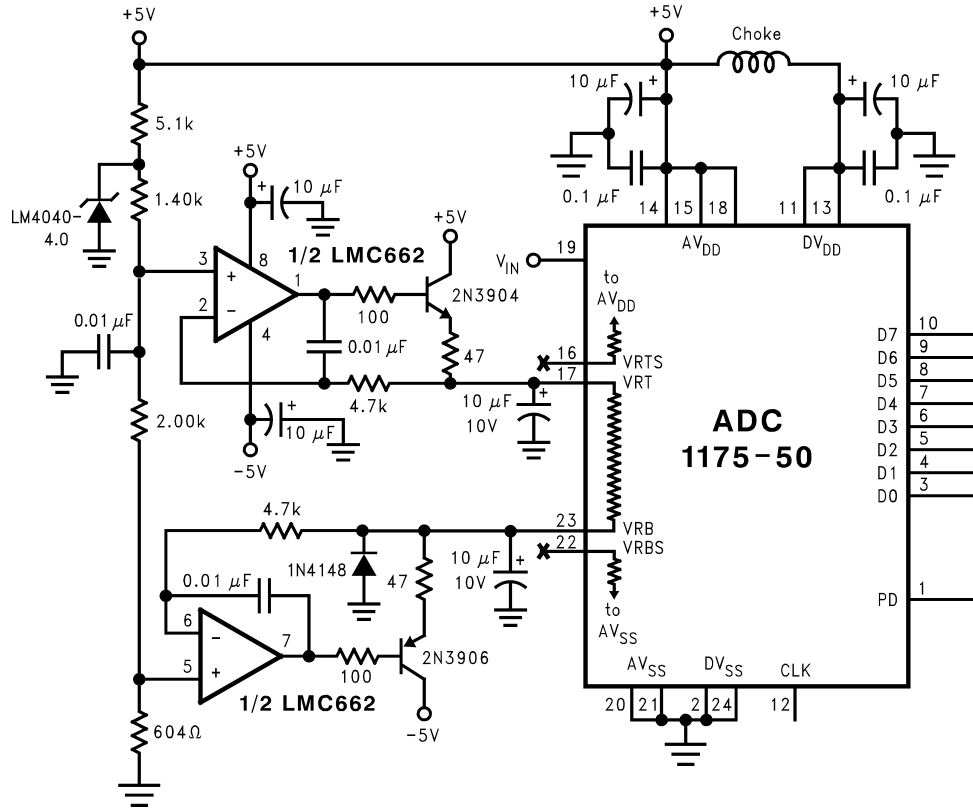 +5V
+5V
Choke
10 μF
+
+
10 μF
5.1k
+5V
0.1 μF
0.1 μF
LM4040-
4.0
1.40k
+
10 μF
14
15
18
11
13
AV_DD
DV_DD
+5V
1/2 LMC662
3
+
8
1
2
−
4
100
2N3904
V_IN
19
to
AV_DD
0.01 μF
0.01 μF
47
16
VRTS
17
VRT
4.7k
10 μF
10V
+
2.00k
+
10 μF
-5V
ADC
1175-50
D7
10
D6
9
D5
8
D4
7
D3
6
D2
5
D1
4
D0
3
4.7k
23
VRB
22
VRBS
1N4148
47
10 μF
10V
+
0.01 μF
to
AV_SS
PD
1
6
−
7
5
+
100
2N3906
1/2 LMC662
-5V
604Ω
AV_SS
DV_SS
CLK
20
21
2
24
12